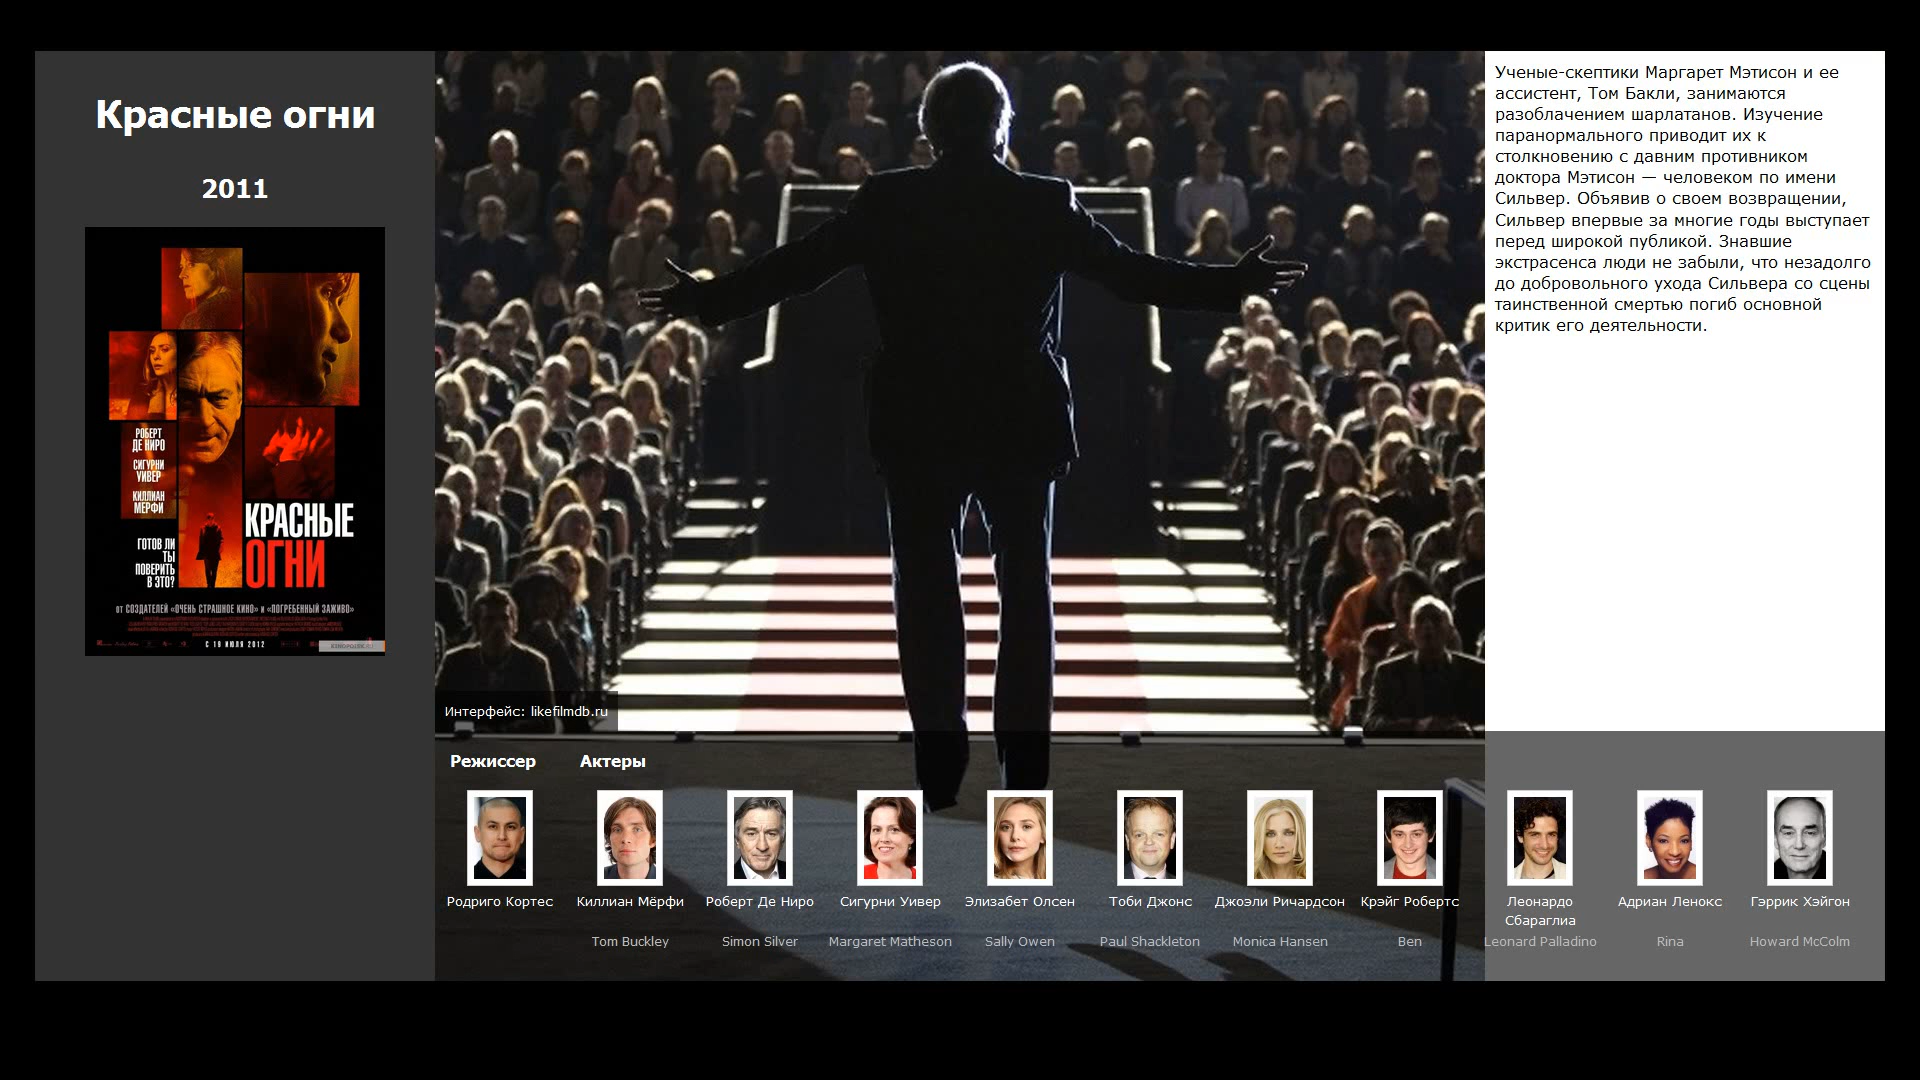 Красные огни
2011
РОБЕРТ
ДЕ НИРО
СИГУРНИ
УИВЕР
КИЛЛИАН
МЕРФИ
ГОТОВ ЛИ
ТЫ
ПОВЕРИТЬ
В ЭТО?
КРАСНЫЕ
ОГНИ
ОТ СОЗДАТЕЛЕЙ «ОЧЕНЬ СТРАШНОЕ КИНО» И «ПОГРЕБЕННЫЙ ЗАЖИВО»
С 19 ИЮЛЯ 2012
Ученые-скептики Маргарет Мэтисон и ее
ассистент, Том Бакли, занимаются
разоблачением шарлатанов. Изучение
паранормального приводит их к
столкновению с давним противником
доктора Мэтисон — человеком по имени
Сильвер. Объявив о своем возвращении,
Сильвер впервые за многие годы выступает
перед широкой публикой. Знавшие
экстрасенса люди не забыли, что незадолго
до добровольного ухода Сильвера со сцены
таинственной смертью погиб основной
критик его деятельности.
Интерфейс: likefilmdb.ru
Режиссер Актеры
Родриго Кортес Киллиан Мёрфи Роберт Де Ниро Сигурни Уивер Элизабет Олсен Тоби Джонс Джоэли Ричардсон Крэйг Робертс Леонардо Адриан Ленокс Гэррик Хэйгон
Сбараглиа
Tom Buckley Simon Silver Margaret Matheson Sally Owen Paul Shackleton Monica Hansen Ben Leonard Palladino Rina Howard McColm